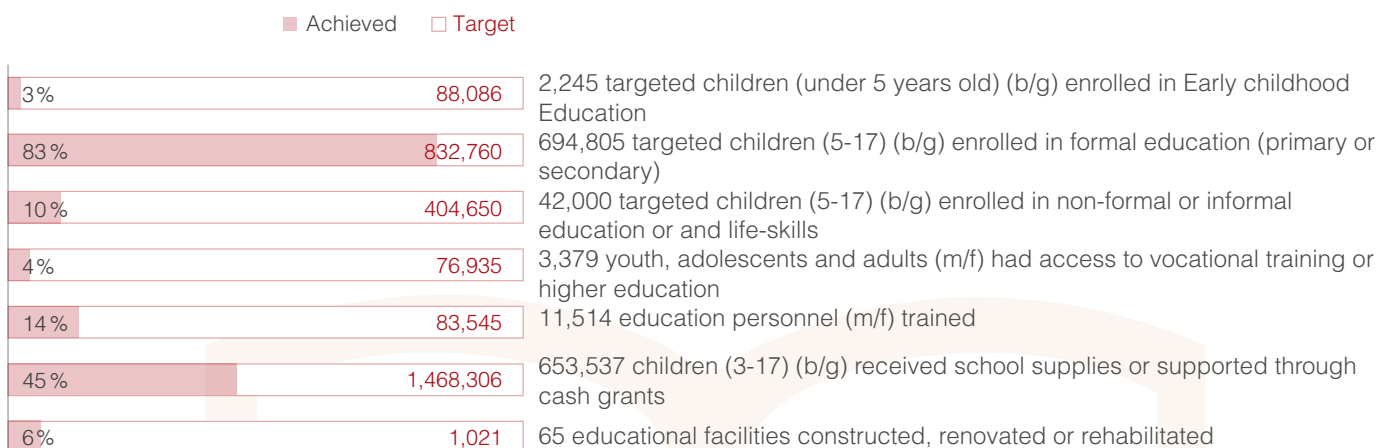 Achieved Target
3% 88,086 2,245 targeted children (under 5 years old) (b/g) enrolled in Early childhood
Education
83% 832,760 694,805 targeted children (5-17) (b/g) enrolled in formal education (primary or
secondary)
10% 404,650 42,000 targeted children (5-17) (b/g) enrolled in non-formal or informal
education or and life-skills
4% 76,935 3,379 youth, adolescents and adults (m/f) had access to vocational training or
higher education
14% 83,545 11,514 education personnel (m/f) trained
45% 1,468,306 653,537 children (3-17) (b/g) received school supplies or supported through
cash grants
6% 1,021 65 educational facilities constructed, renovated or rehabilitated